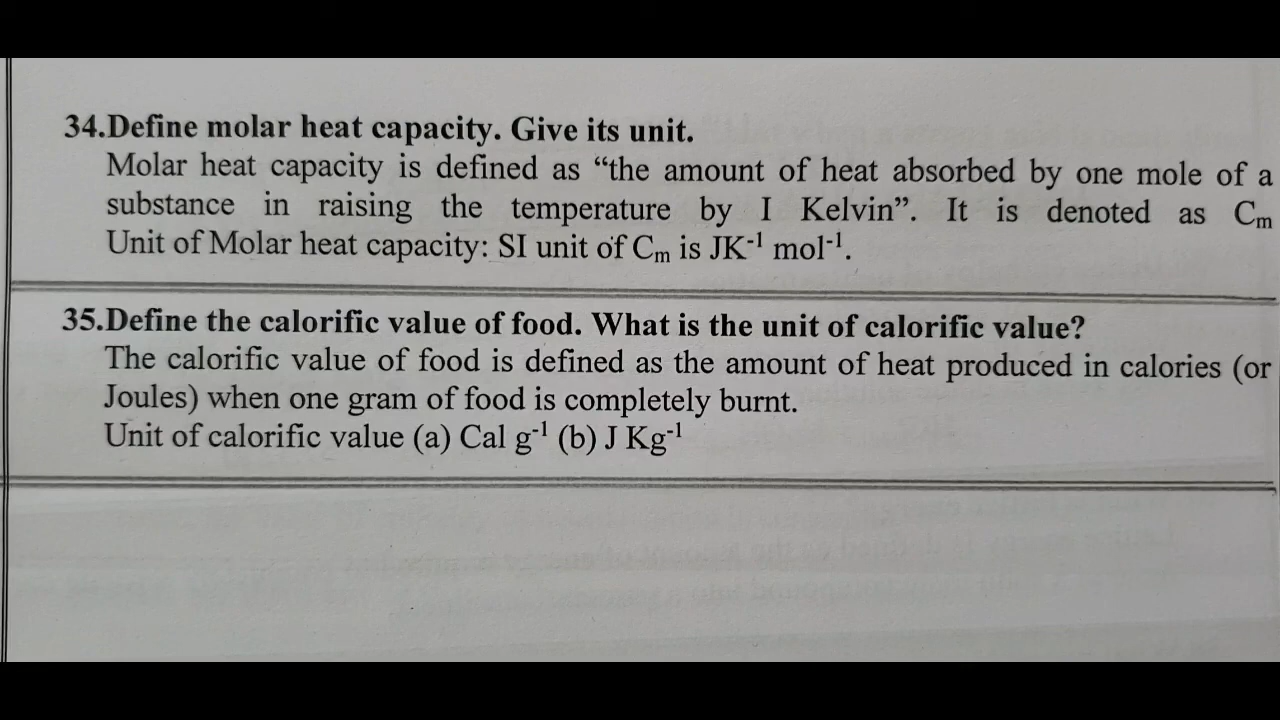 34.Define molar heat capacity. Give its unit.
Molar heat capacity is defined as “the amount of heat absorbed by one mole of a
substance in raising the temperature by I Kelvin”. It is denoted as Cₘ
Unit of Molar heat capacity: SI unit of Cₘ is JK⁻¹ mol⁻¹.
35.Define the calorific value of food. What is the unit of calorific value?
The calorific value of food is defined as the amount of heat produced in calories (or
Joules) when one gram of food is completely burnt.
Unit of calorific value (a) Cal g⁻¹ (b) J Kg⁻¹